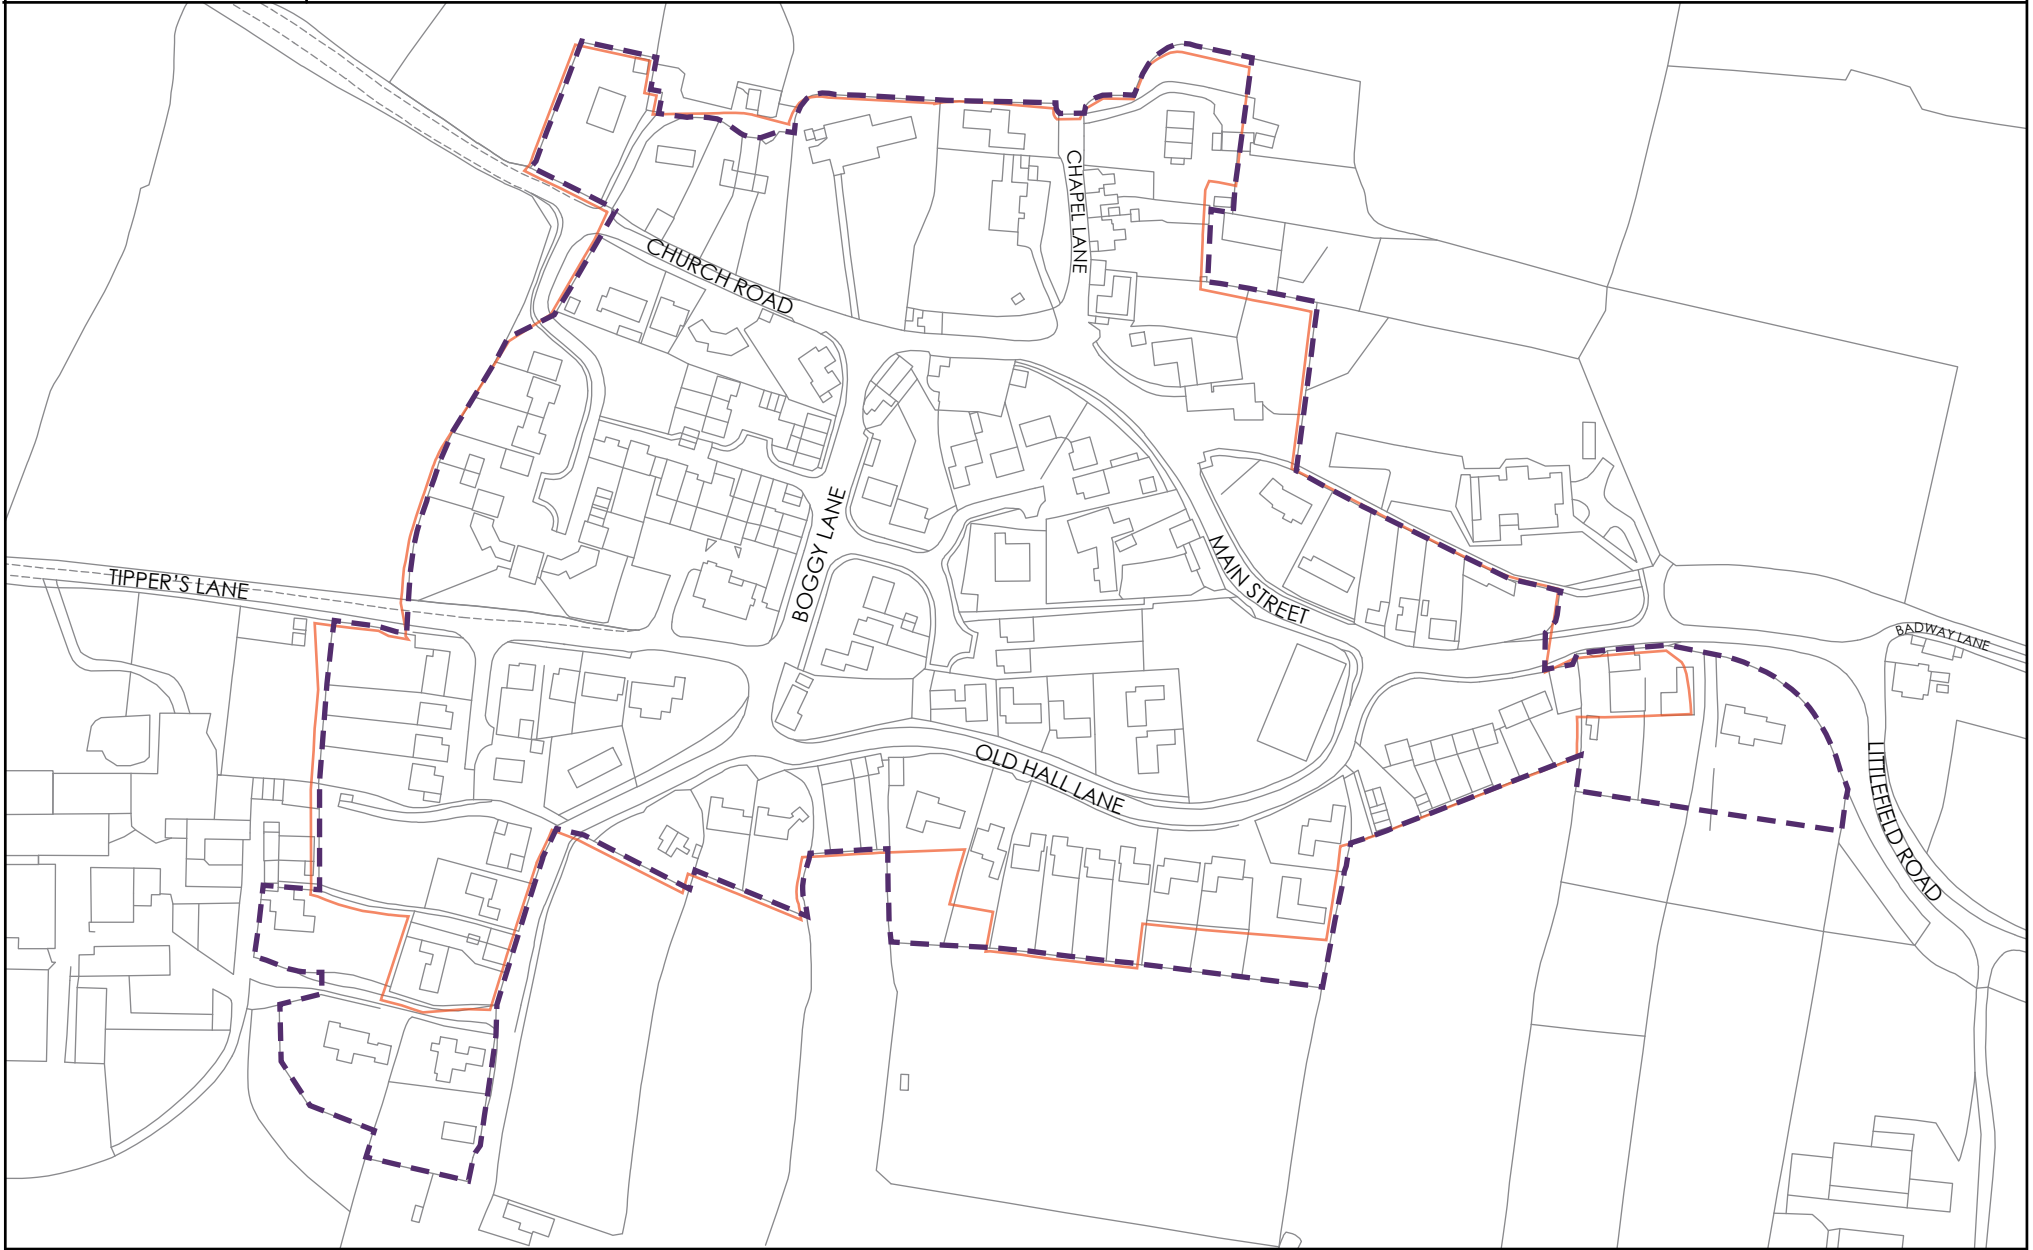 CHURCH ROAD
CHAPEL LANE
BOGGY LANE
TIPPER'S LANE
MAIN STREET
BADWAY LANE
OLD HALL LANE
LITTLEFIELD ROAD